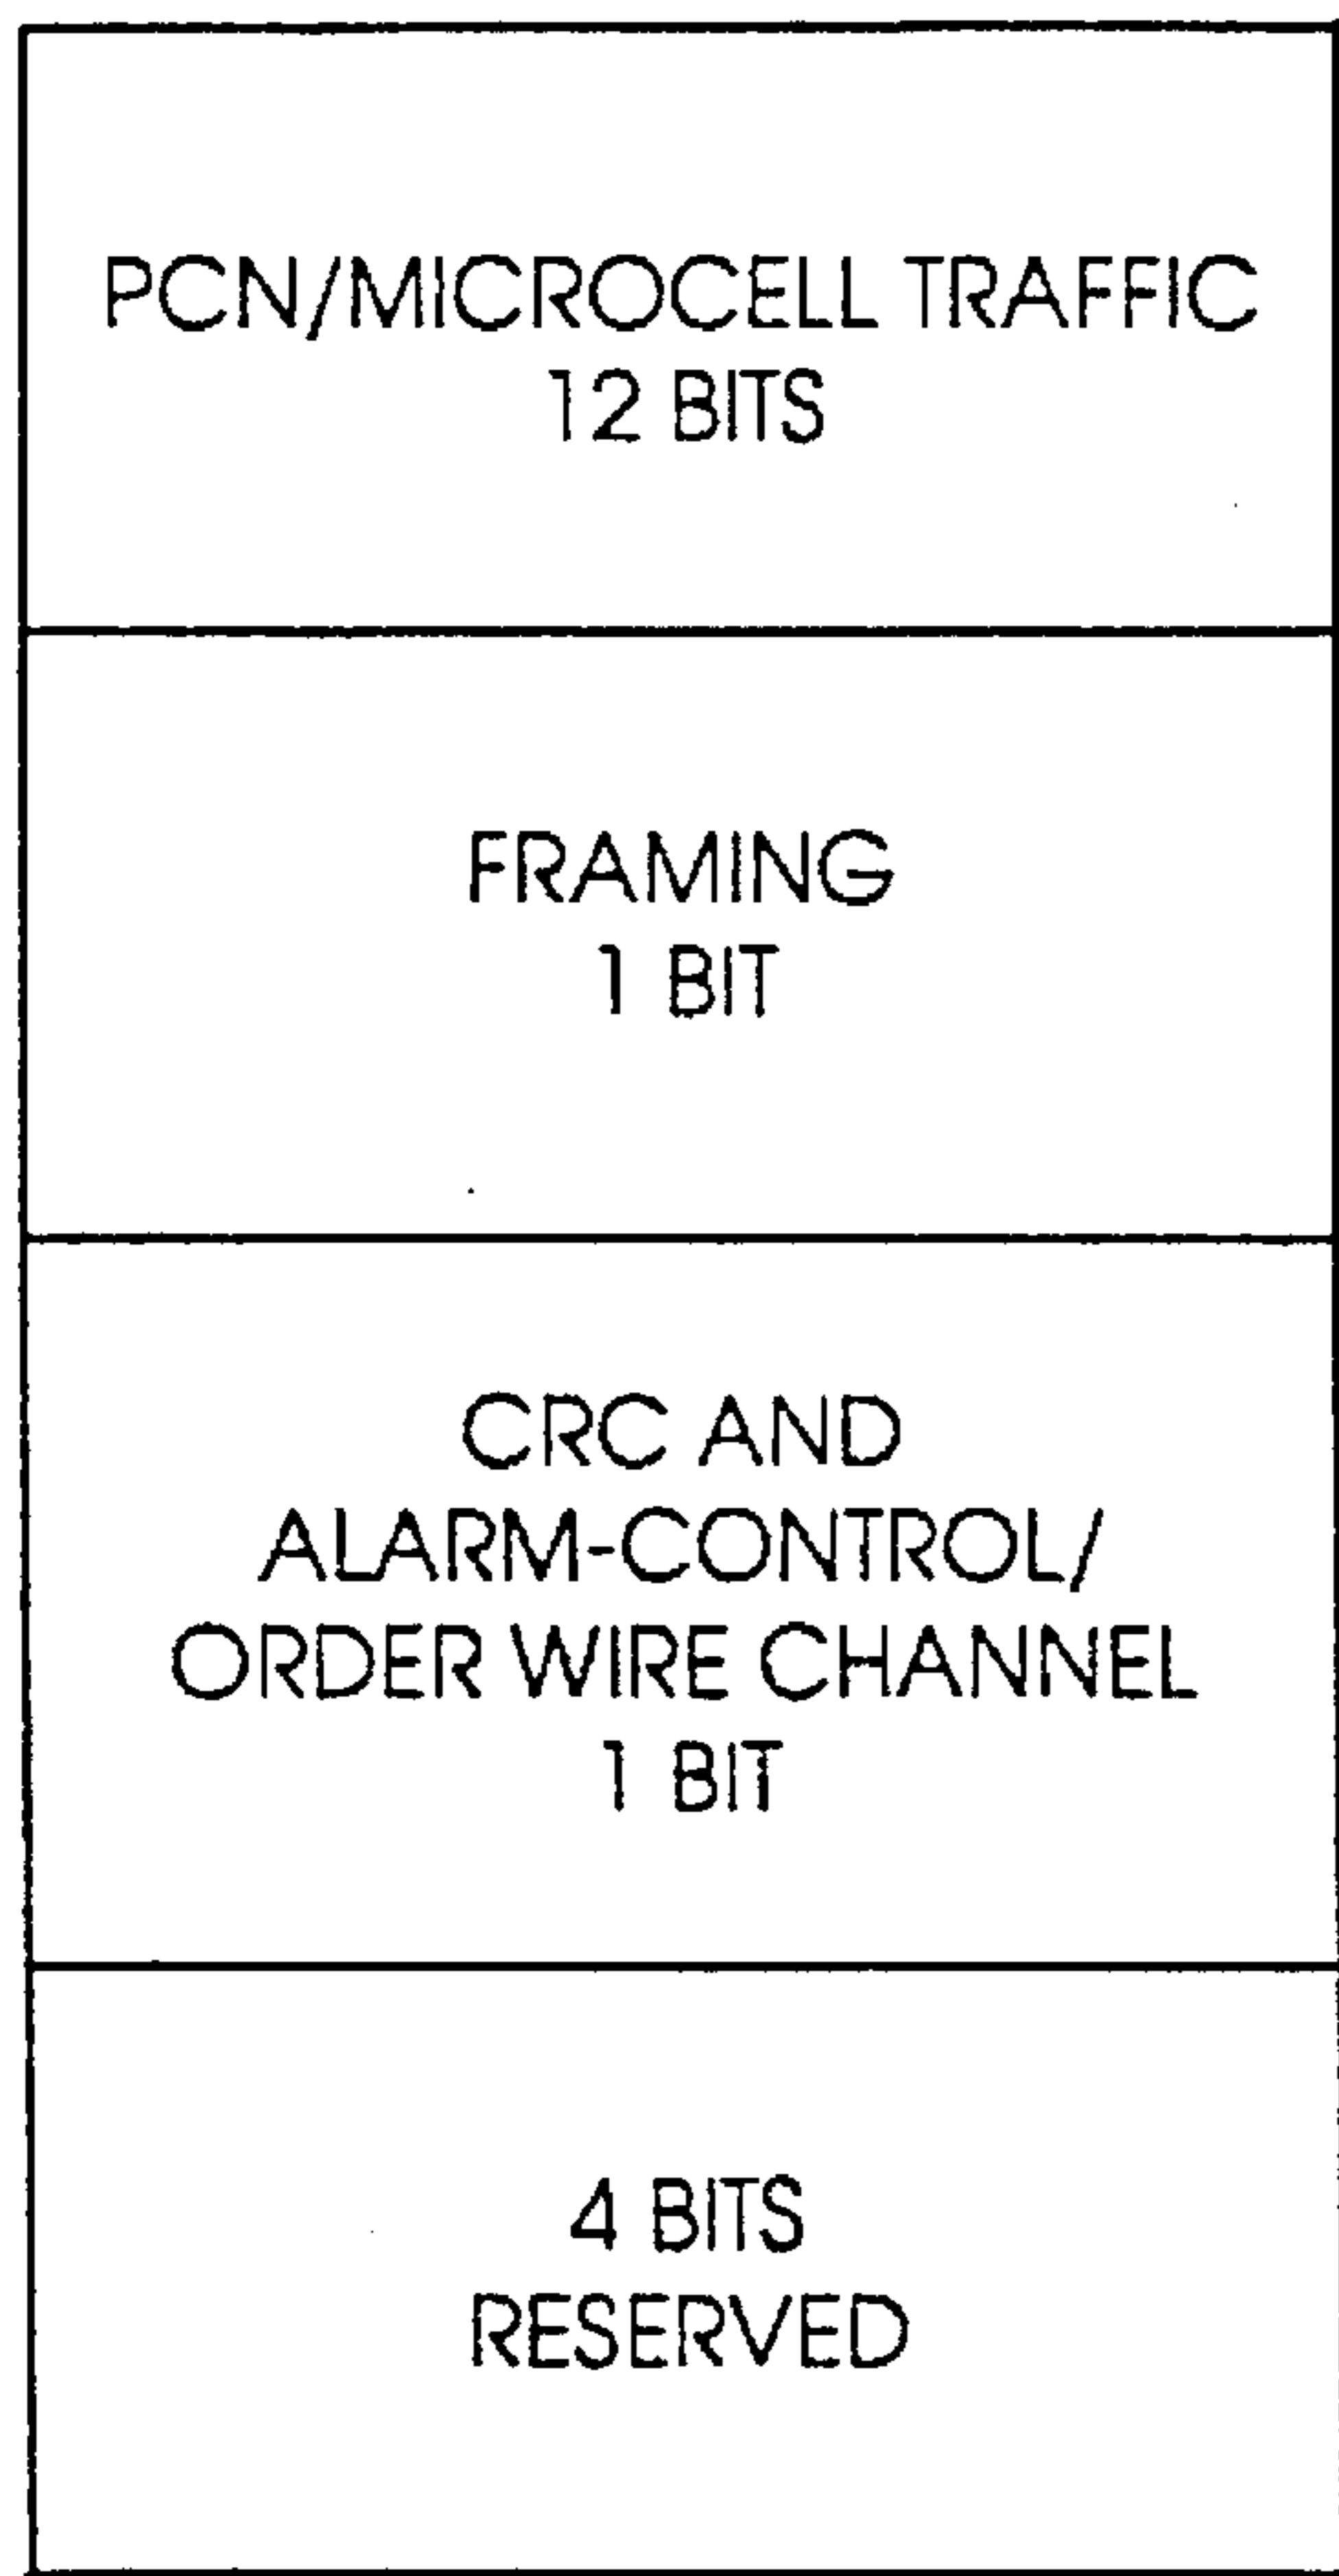 PCN/MICROCELL TRAFFIC
12 BITS
FRAMING
1 BIT
CRC AND
ALARM-CONTROL/
ORDER WIRE CHANNEL
1 BIT
4 BITS
RESERVED